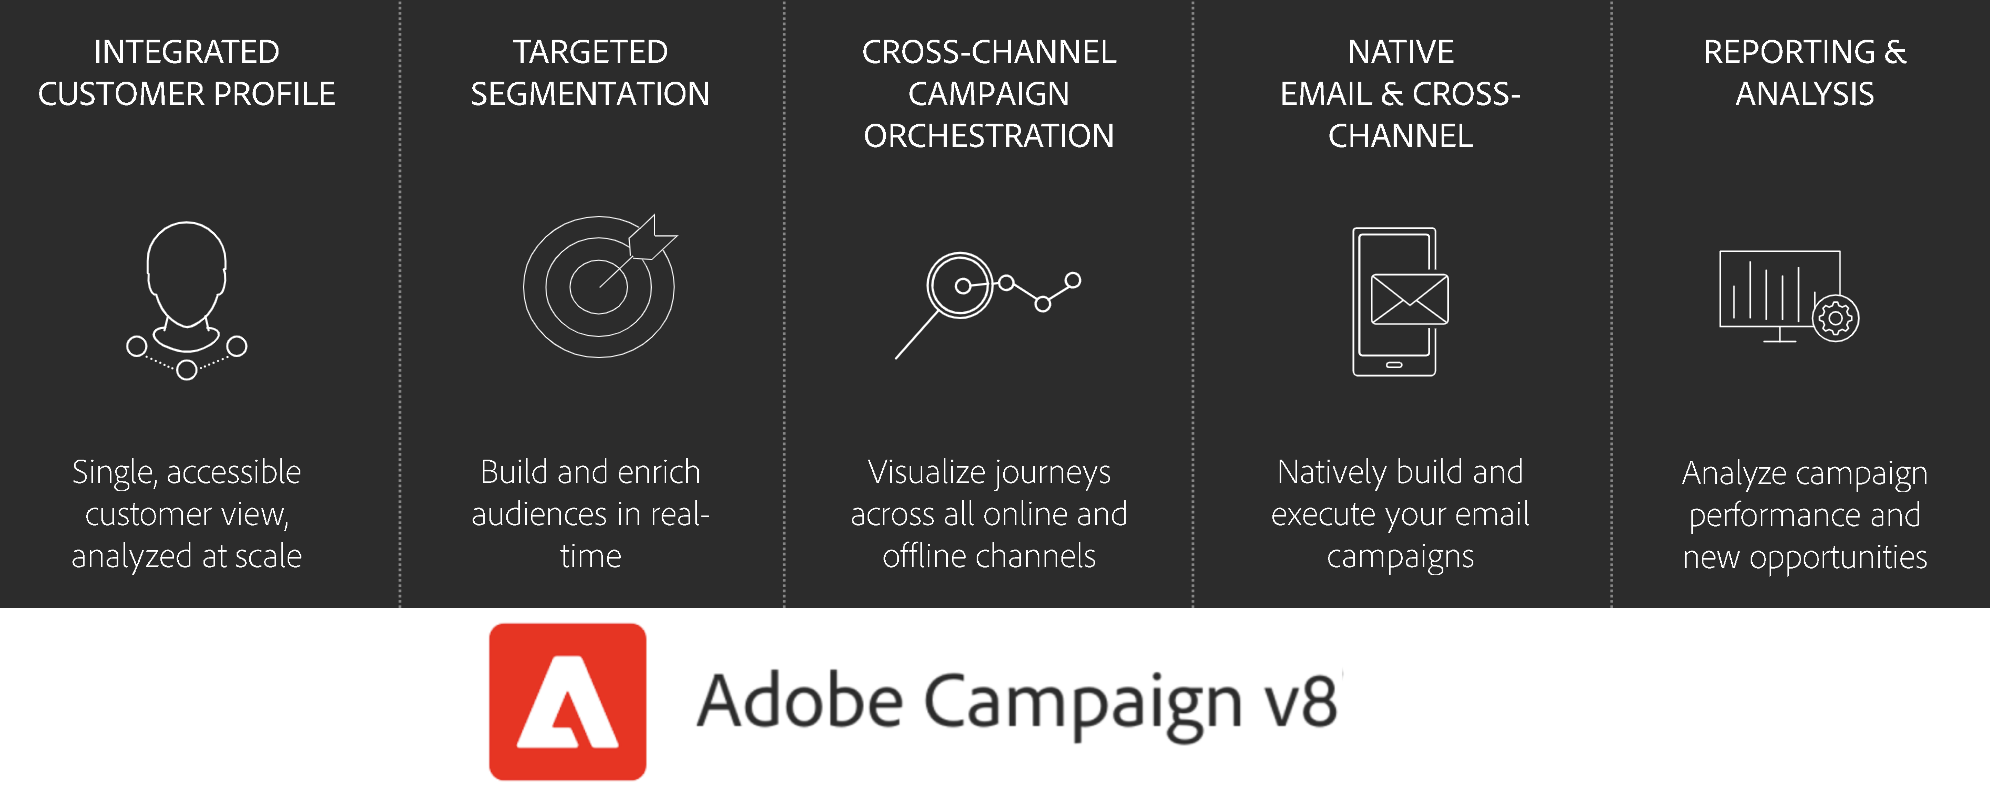 INTEGRATED
CUSTOMER PROFILE
Single, accessible
customer view,
analyzed at scale
TARGETED
SEGMENTATION
Build and enrich
audiences in real-
time
CROSS-CHANNEL
CAMPAIGN
ORCHESTRATION
Visualize journeys
across all online and
offline channels
NATIVE
EMAIL & CROSS-
CHANNEL
Natively build and
execute your email
campaigns
REPORTING &
ANALYSIS
Analyze campaign
performance and
new opportunities
Adobe Campaign v8